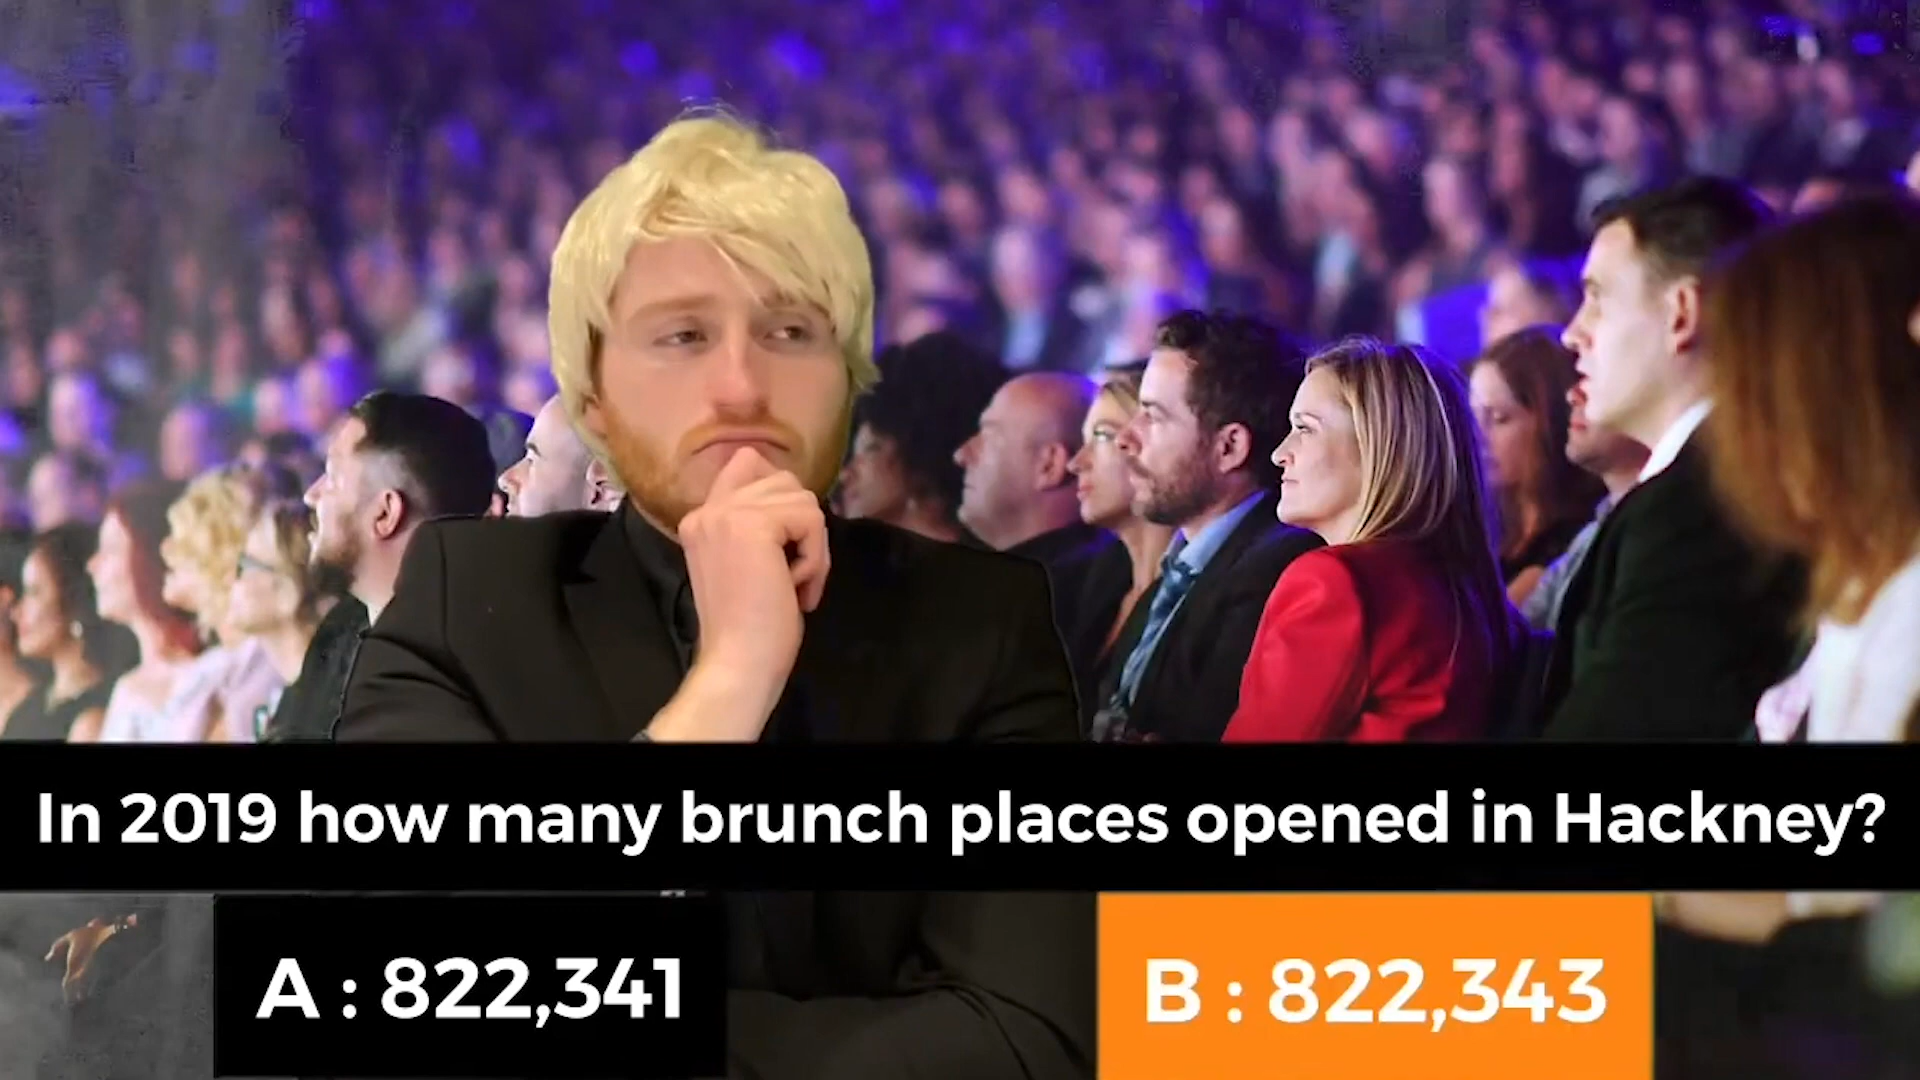 In 2019 how many brunch places opened in Hackney?
A : 822,341
B : 822,343